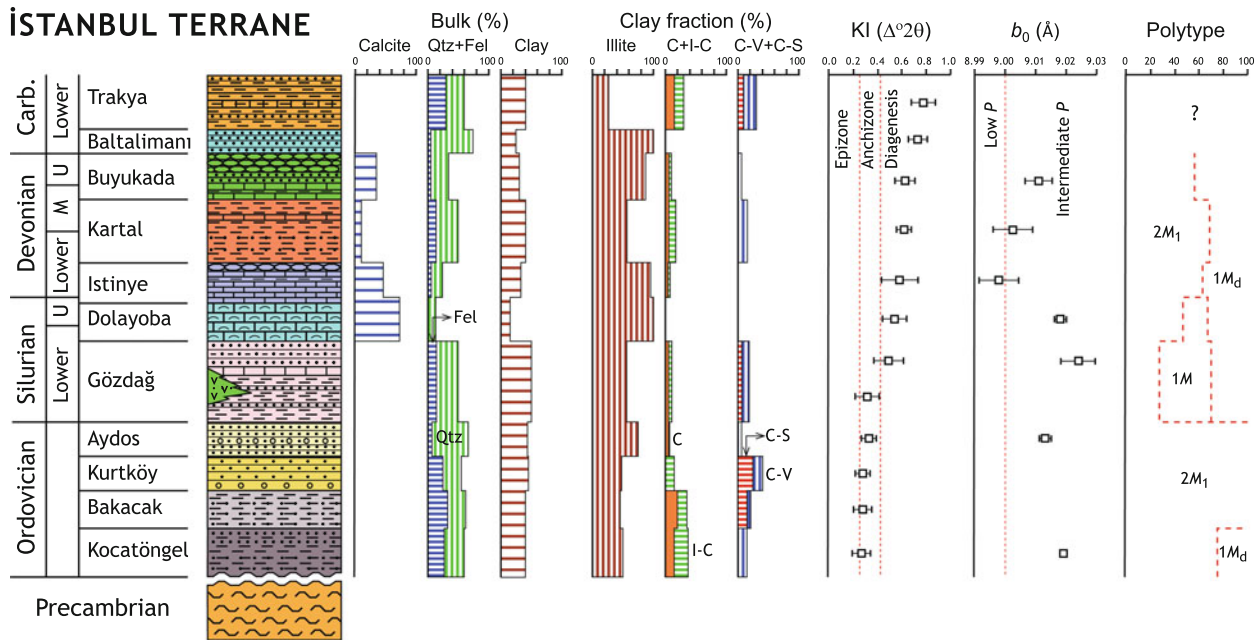 İSTANBUL TERRANE
Bulk (%)
Clay fraction (%)
KI (Δº2θ)
b₀ (Å)
Polytype
Calcite
Qtz+Fel
Clay
Illite
C+I-C
C-V+C-S
0 100
0 100
0 100
0 100
0 100
0 100
0.0 0.2 0.4 0.6 0.8 1.0
8.99 9.00 9.01 9.02 9.03
0 20 40 60 80 100
Carb.
Lower
Trakya
Baltalimanı
Devonian
U
M
Lower
Buyukada
Kartal
Istinye
Silurian
U
Lower
Dolayoba
Gözdağ
Ordovician
Aydos
Kurtköy
Bakacak
Kocatöngel
Precambrian
v v v
Fel
Qtz
C
I-C
C-S
C-V
Epizone
Anchizone
Diagenesis
Low P
Intermediate P
?
2M₁
1Md
1M
2M₁
1Md